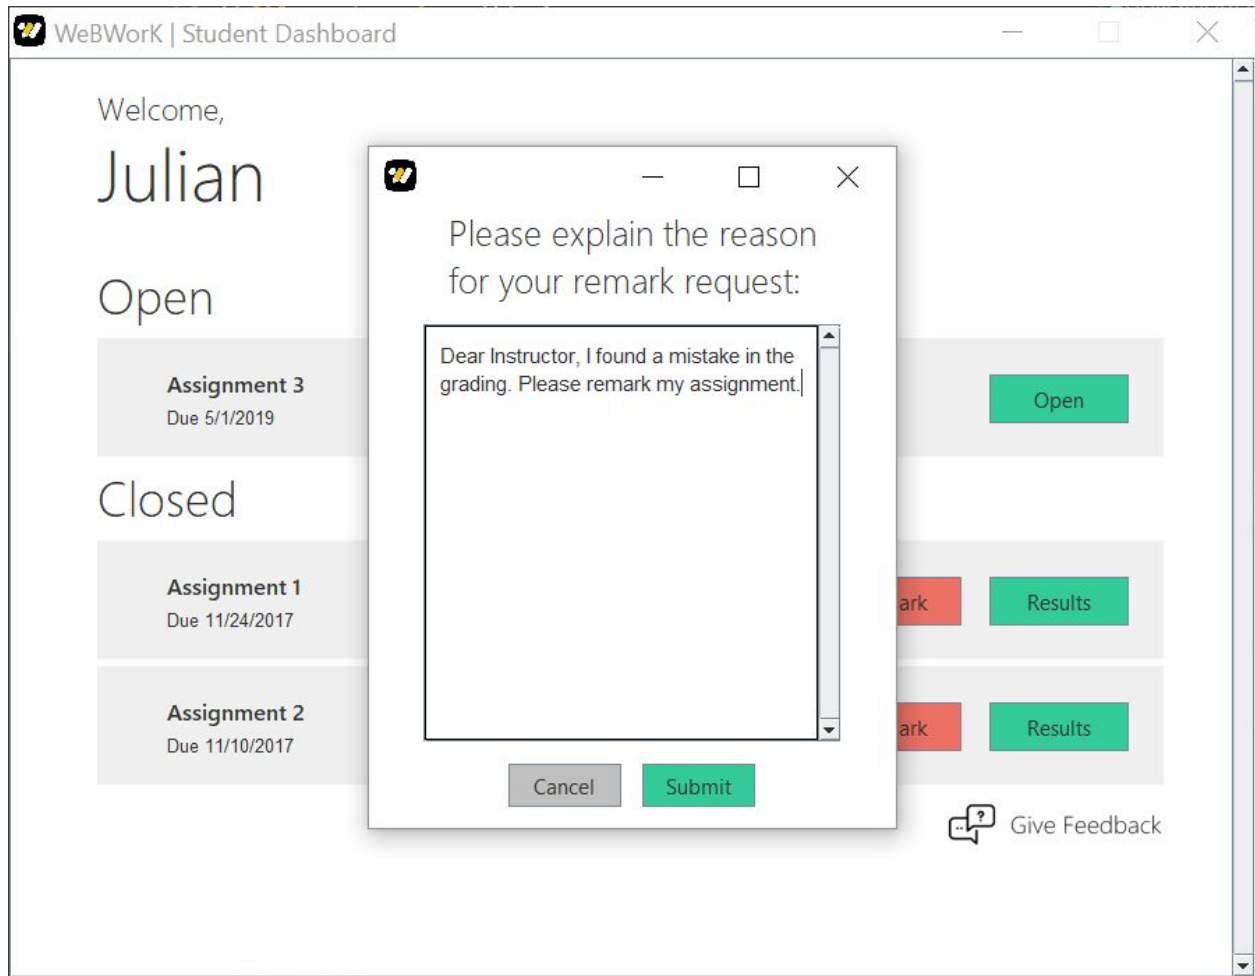 WeBWorK | Student Dashboard
Welcome,
Julian
Please explain the reason
for your remark request:
Dear Instructor, I found a mistake in the
grading. Please remark my assignment.
Cancel
Submit
Open
Assignment 3
Due 5/1/2019
Open
Closed
Assignment 1
Due 11/24/2017
ark
Results
Assignment 2
Due 11/10/2017
ark
Results
Give Feedback